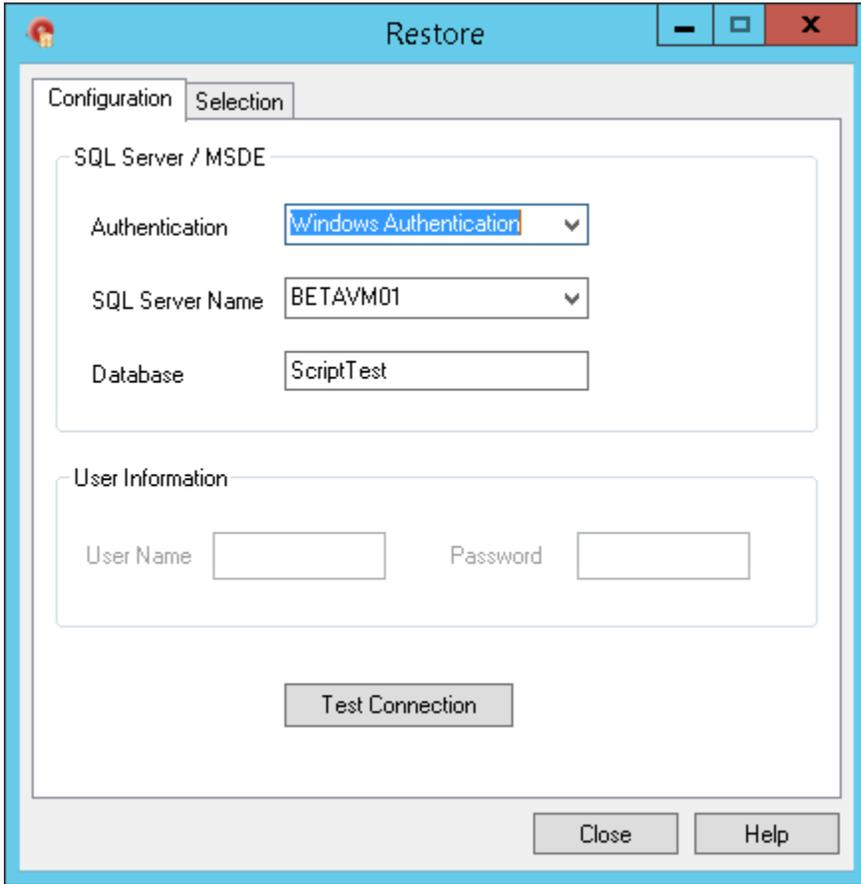 Restore
Configuration
Selection
SQL Server / MSDE
Authentication
Windows Authentication
SQL Server Name
BETAVM01
Database
ScriptTest
User Information
User Name
Password
Test Connection
Close
Help